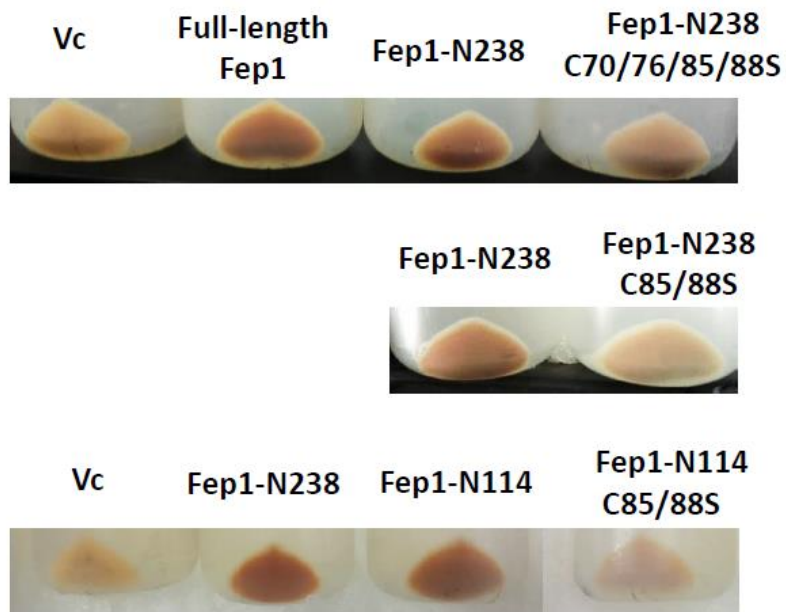 Vc
Full-length
Fep1
Fep1-N238
Fep1-N238
C70/76/85/88S
Fep1-N238
Fep1-N238
C85/88S
Vc
Fep1-N238
Fep1-N114
Fep1-N114
C85/88S